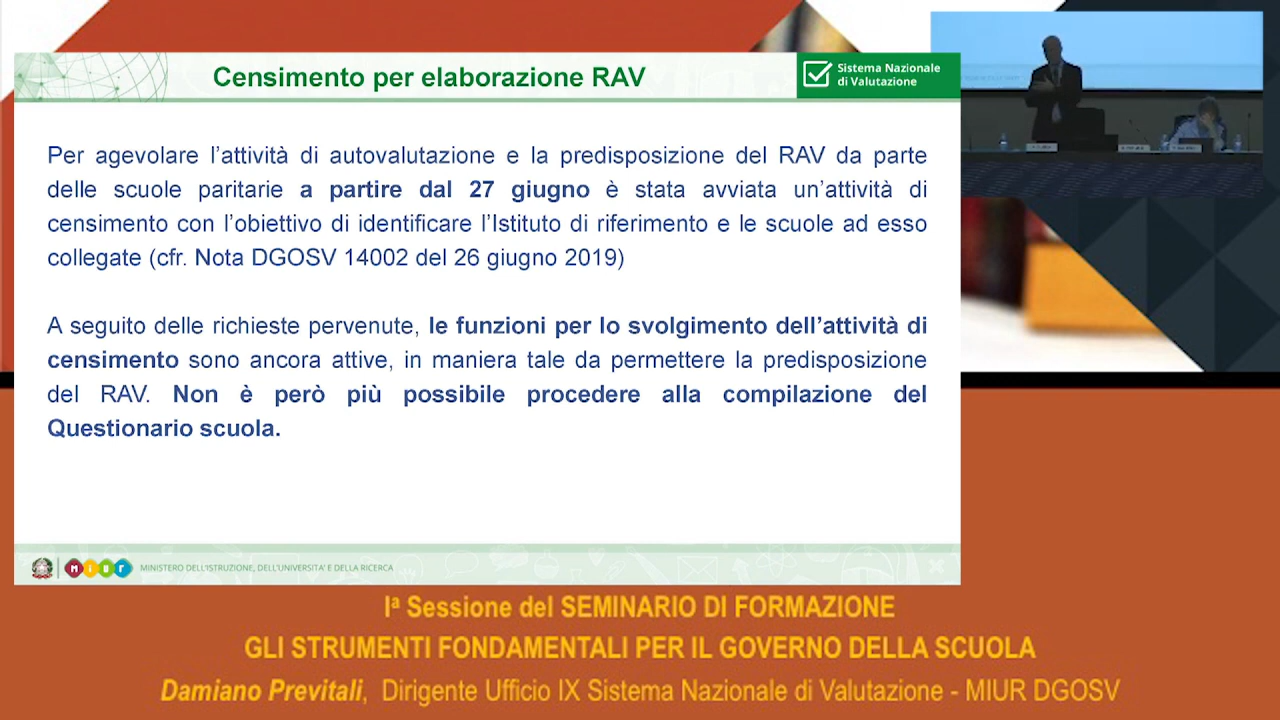 Censimento per elaborazione RAV
Sistema Nazionale
di Valutazione
Per agevolare l'attività di autovalutazione e la predisposizione del RAV da parte
delle scuole paritarie a partire dal 27 giugno è stata avviata un'attività di
censimento con l'obiettivo di identificare l'Istituto di riferimento e le scuole ad esso
collegate (cfr. Nota DGOSV 14002 del 26 giugno 2019)
A seguito delle richieste pervenute, le funzioni per lo svolgimento dell'attività di
censimento sono ancora attive, in maniera tale da permettere la predisposizione
del RAV. Non è però più possibile procedere alla compilazione del
Questionario scuola.
MIUR MINISTERO DELL'ISTRUZIONE, DELL'UNIVERSITA' E DELLA RICERCA
Iª Sessione del SEMINARIO DI FORMAZIONE
GLI STRUMENTI FONDAMENTALI PER IL GOVERNO DELLA SCUOLA
Damiano Previtali, Dirigente Ufficio IX Sistema Nazionale di Valutazione - MIUR DGOSV